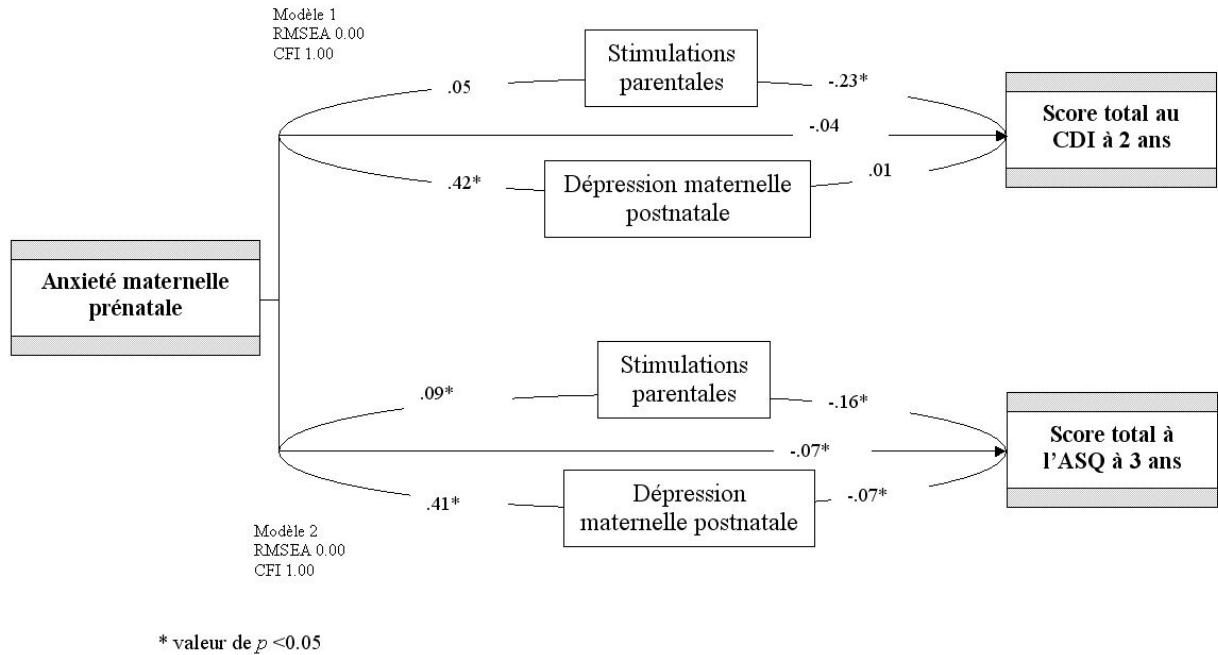 Modèle 1
RMSEA 0.00
CFI 1.00
.05
Stimulations
parentales
-.23*
-.04
Score total au
CDI à 2 ans
.42*
Dépression maternelle
postnatale
.01
Anxieté maternelle
prénatale
.09*
Stimulations
parentales
-.16*
-.07*
Score total à
l'ASQ à 3 ans
.41*
Dépression
maternelle postnatale
-.07*
Modèle 2
RMSEA 0.00
CFI 1.00
* valeur de p <0.05